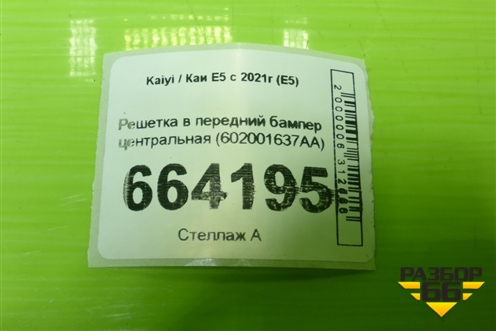 Kaiyi / Каи E5 с 2021г (E5)
Решетка в передний бампер
центральная (602001637AA)
664195
Стеллаж А
РАЗБОР
66